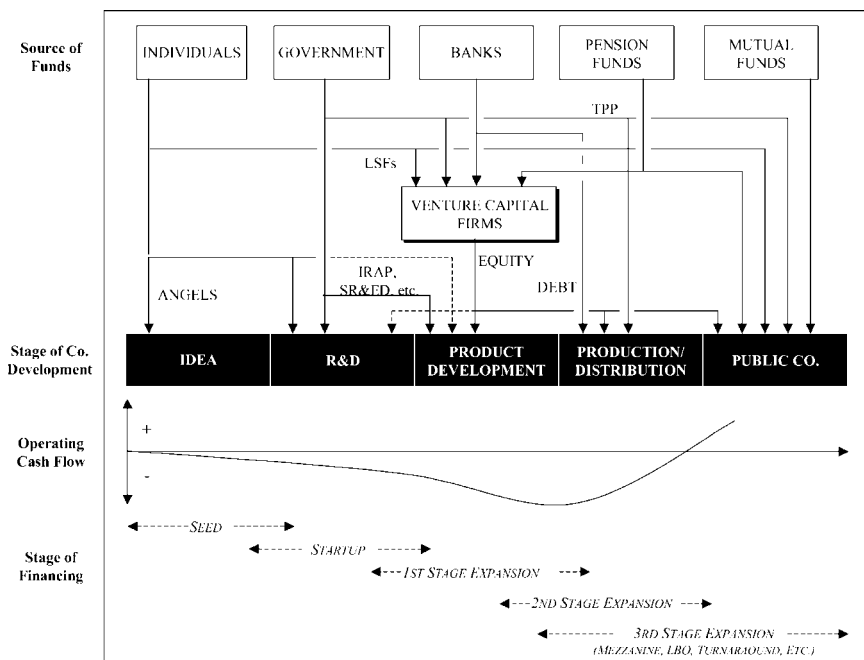 Source of
Funds
INDIVIDUALS
GOVERNMENT
BANKS
PENSION
FUNDS
MUTUAL
FUNDS
TPP
LSFs
VENTURE CAPITAL
FIRMS
EQUITY
IRAP,
SR&ED, etc.
ANGELS
DEBT
Stage of Co.
Development
IDEA
R&D
PRODUCT
DEVELOPMENT
PRODUCTION/
DISTRIBUTION
PUBLIC CO.
Operating
Cash Flow
+
-
Stage of
Financing
SEED
STARTUP
1ST STAGE EXPANSION
2ND STAGE EXPANSION
3RD STAGE EXPANSION
(MEZZANINE, LBO, TURNAROUND, ETC.)